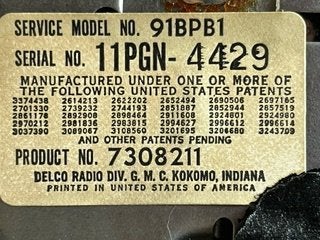 SERVICE MODEL NO. 91BPB1
SERIAL NO. 11PGN-4429
MANUFACTURED UNDER ONE OR MORE OF
THE FOLLOWING UNITED STATES PATENTS
3374438 2614213 2622202 2652494 2690506 2697165
2701330 2739232 2744193 2851887 2852544 2857519
2861178 2892908 2898464 2911608 2924801 2924980
2970212 2981836 2983815 2994627 2996612 2996614
3037390 3089067 3108560 3201695 3204680 3243709
AND OTHER PATENTS PENDING
PRODUCT NO. 7308211
DELCO RADIO DIV. G. M. C. KOKOMO, INDIANA
PRINTED IN UNITED STATES OF AMERICA